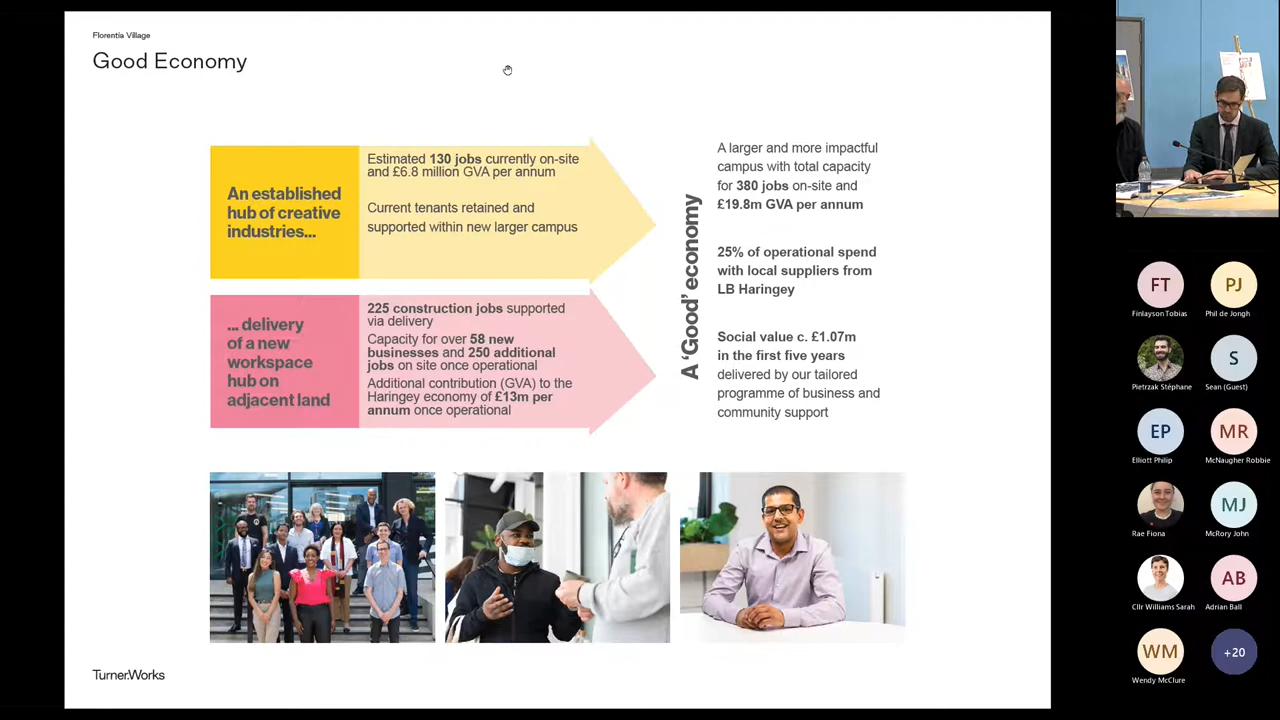 Florentia Village
Good Economy
An established
hub of creative
industries...
Estimated 130 jobs currently on-site
and £6.8 million GVA per annum
Current tenants retained and
supported within new larger campus
... delivery
of a new
workspace
hub on
adjacent land
225 construction jobs supported
via delivery
Capacity for over 58 new
businesses and 250 additional
jobs on site once operational
Additional contribution (GVA) to the
Haringey economy of £13m per
annum once operational
A ‘Good’ economy
A larger and more impactful
campus with total capacity
for 380 jobs on-site and
£19.8m GVA per annum
25% of operational spend
with local suppliers from
LB Haringey
Social value c. £1.07m
in the first five years
delivered by our tailored
programme of business and
community support
Turner.Works
FT
Finlayson Tobias
PJ
Phil de Jongh
Pietrzak Stéphane
S
Sean (Guest)
EP
Elliott Philip
MR
McNaugher Robbie
Rae Fiona
MJ
McRory John
Cllr Williams Sarah
AB
Adrian Ball
WM
Wendy McClure
+20